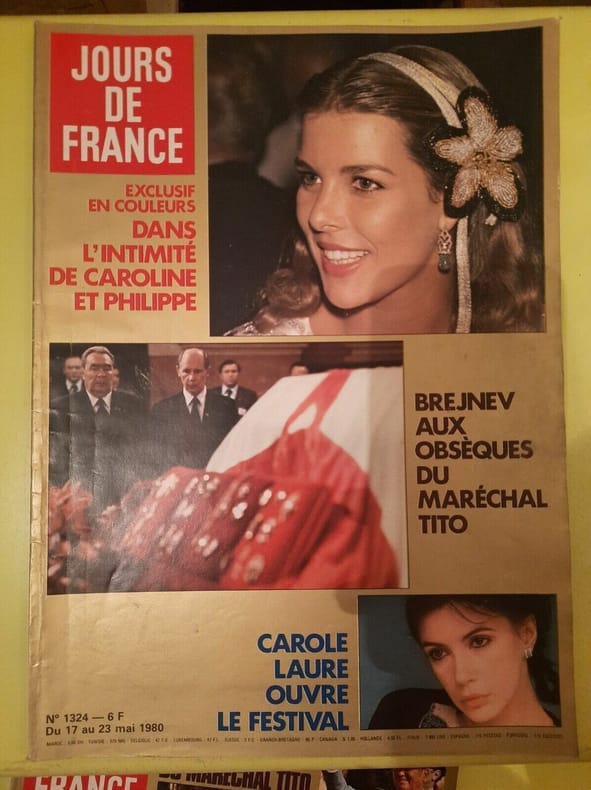 JOURS
DE
FRANCE
EXCLUSIF
EN COULEURS
DANS
L'INTIMITÉ
DE CAROLINE
ET PHILIPPE
BREJNEV
AUX
OBSÈQUES
DU
MARÉCHAL
TITO
CAROLE
LAURE
OUVRE
LE FESTIVAL
N° 1324 — 6 F
Du 17 au 23 mai 1980
FRANCE
DU MARÉCHAL TITO